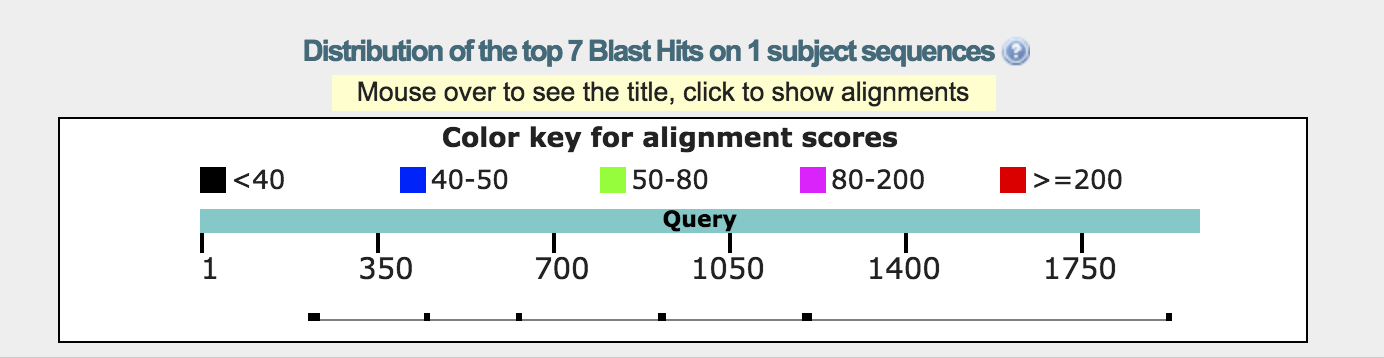 Distribution of the top 7 Blast Hits on 1 subject sequences ?
Mouse over to see the title, click to show alignments
Color key for alignment scores
<40 40-50 50-80 80-200 >=200
Query
1 350 700 1050 1400 1750